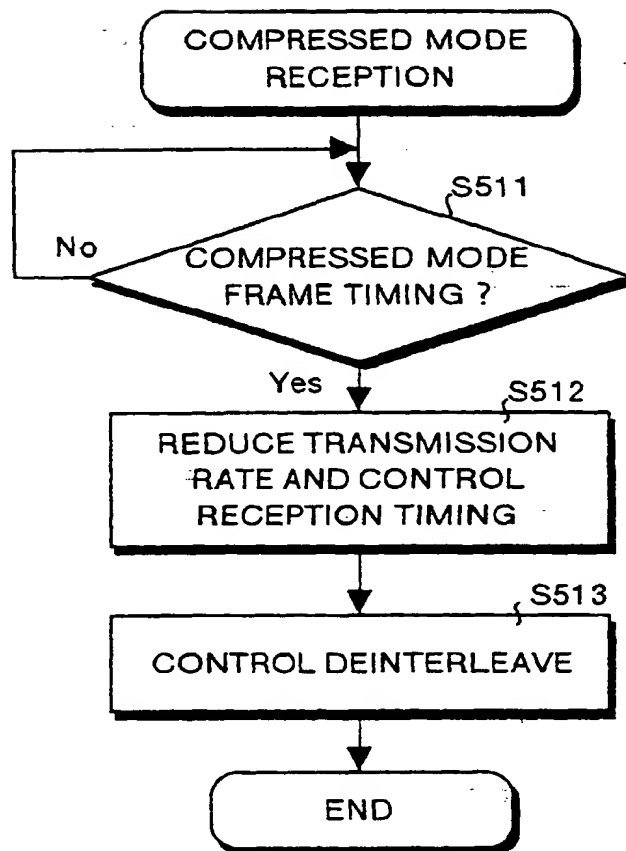 COMPRESSED MODE
RECEPTION
S511
No
COMPRESSED MODE
FRAME TIMING ?
Yes
S512
REDUCE TRANSMISSION
RATE AND CONTROL
RECEPTION TIMING
S513
CONTROL DEINTERLEAVE
END